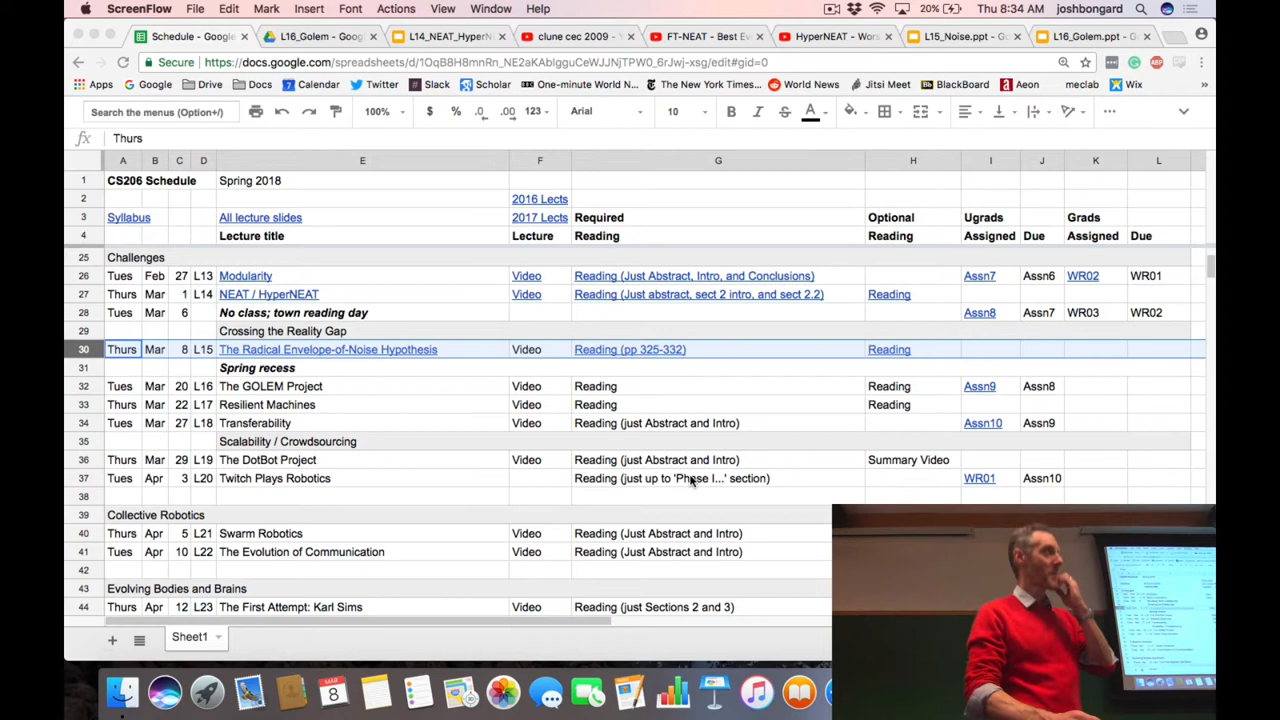 ScreenFlow File Edit Mark Insert Font Actions View Window Help 20% Thu 8:34 AM joshbongard
Schedule - Google L16_Golem - Google L14_NEAT_HyperN clune cec 2009 - FT-NEAT - Best Ev HyperNEAT - Wors L15_Noise.ppt - G L16_Golem.ppt - G
Secure https://docs.google.com/spreadsheets/d/1OqB8H8mnRn_NE2aKAblgguCeWJJNjTPW0_6rJwj-xsg/edit#gid=0
Apps Google Drive Docs Calendar Twitter Slack Scholar One-minute World N... The New York Times... World News Jitsi Meet BlackBoard Aeon meclab Wix
Search the menus (Option+/) 100% $ % .0 .00 123 Arial 10 B I S A
fx Thurs
A B C D E F G H I J K L
1 CS206 Schedule Spring 2018
2 2016 Lects
3 Syllabus All lecture slides 2017 Lects Required Optional Ugrads Grads
4 Lecture title Lecture Reading Reading Assigned Due Assigned Due
25 Challenges
26 Tues Feb 27 L13 Modularity Video Reading (Just Abstract, Intro, and Conclusions) Assn7 Assn6 WR02 WR01
27 Thurs Mar 1 L14 NEAT / HyperNEAT Video Reading (Just abstract, sect 2 intro, and sect 2.2) Reading
28 Tues Mar 6 No class; town reading day Assn8 Assn7 WR03 WR02
29 Crossing the Reality Gap
30 Thurs Mar 8 L15 The Radical Envelope-of-Noise Hypothesis Video Reading (pp 325-332) Reading
31 Spring recess
32 Tues Mar 20 L16 The GOLEM Project Video Reading Reading Assn9 Assn8
33 Thurs Mar 22 L17 Resilient Machines Video Reading Reading
34 Tues Mar 27 L18 Transferability Video Reading (just Abstract and Intro) Assn10 Assn9
35 Scalability / Crowdsourcing
36 Thurs Mar 29 L19 The DotBot Project Video Reading (just Abstract and Intro) Summary Video
37 Tues Apr 3 L20 Twitch Plays Robotics Reading (just up to 'Phase I...' section) WR01 Assn10
38
39 Collective Robotics
40 Thurs Apr 5 L21 Swarm Robotics Video Reading (Just Abstract and Intro)
41 Tues Apr 10 L22 The Evolution of Communication Video Reading (Just Abstract and Intro)
42
43 Evolving Bodies and Brains
44 Thurs Apr 12 L23 The First Attempt: Karl Sims Video Reading (just Sections 2 and 3)
Sheet1
MAR
8